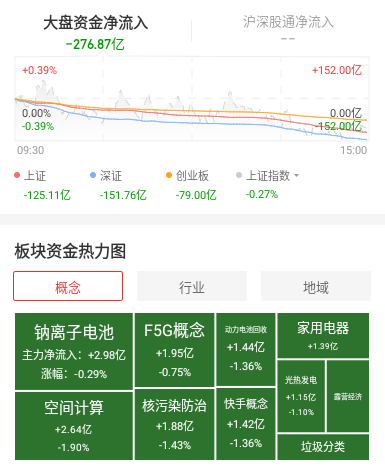 大盘资金净流入
沪深股通净流入
-276.87亿
--
+0.39%
+152.00亿
0.00%
0.00亿
-0.39%
-152.00亿
09:30
15:00
上证
深证
创业板
上证指数
-125.11亿
-151.76亿
-79.00亿
-0.27%
板块资金热力图
概念
行业
地域
钠离子电池
主力净流入：+2.98亿
涨幅：-0.29%
F5G概念
+1.95亿
-0.75%
动力电池回收
+1.44亿
-1.36%
家用电器
+1.39亿
光热发电
+1.15亿
-1.10%
露营经济
空间计算
+2.64亿
-1.90%
核污染防治
+1.88亿
-1.43%
快手概念
+1.42亿
-1.36%
垃圾分类